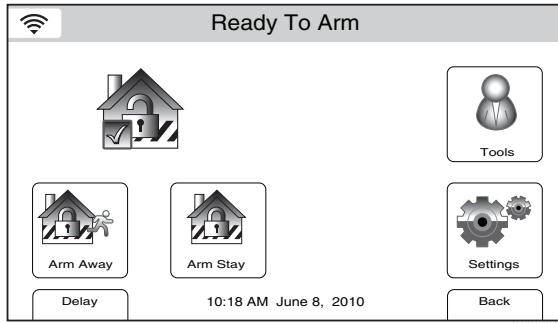 Ready To Arm
Tools
Arm Away
Arm Stay
Settings
Delay
10:18 AM June 8, 2010
Back